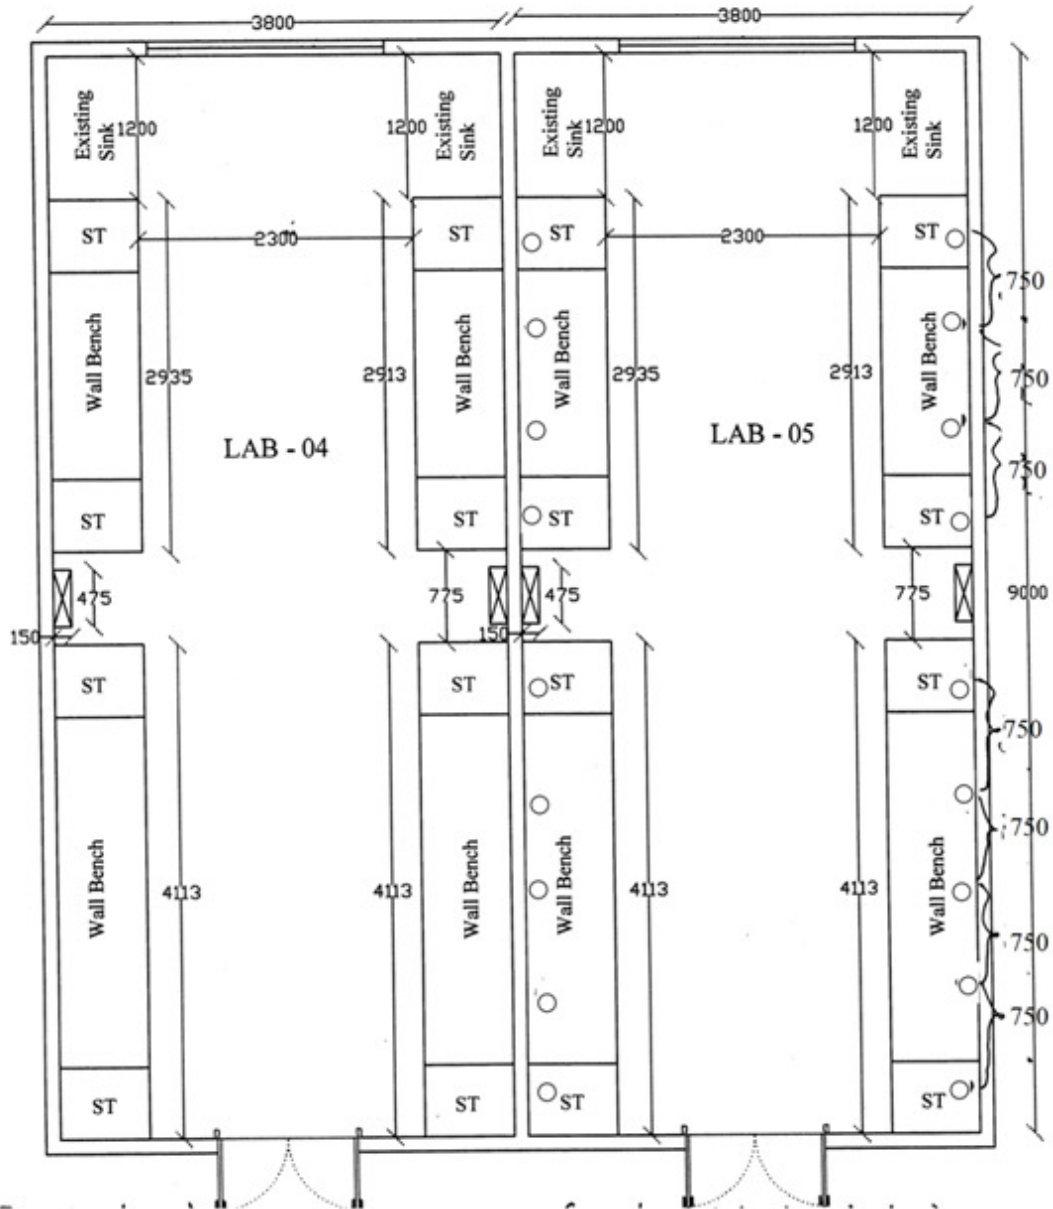 3800
3800
Existing
Sink
1200
1200
Existing
Sink
Existing
Sink
1200
1200
Existing
Sink
ST
2300
ST
ST
2300
ST
750
Wall Bench
2935
2913
Wall Bench
Wall Bench
2935
2913
Wall Bench
750
LAB - 04
LAB - 05
750
ST
ST
ST
ST
475
775
475
775
9000
150
150
ST
ST
ST
ST
750
750
Wall Bench
4113
4113
Wall Bench
Wall Bench
4113
4113
Wall Bench
750
750
ST
ST
ST
ST